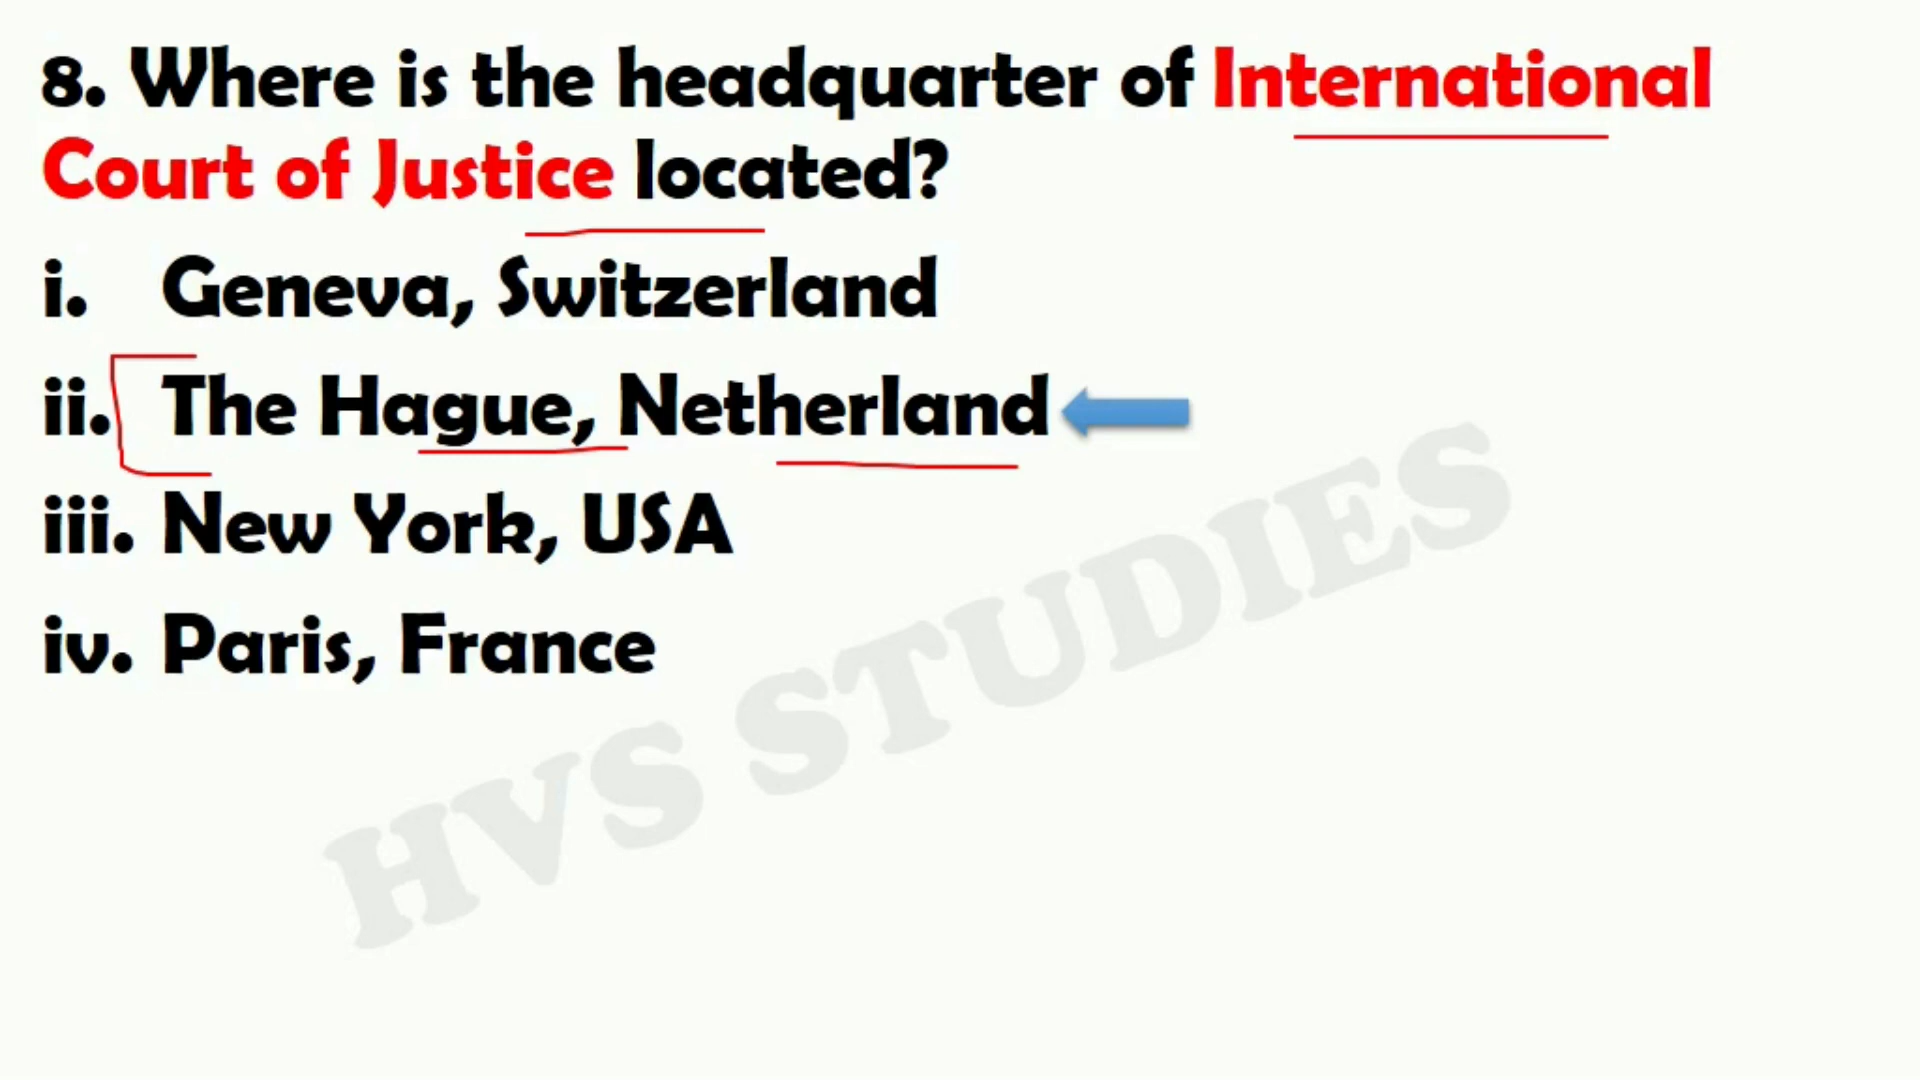 8. Where is the headquarter of International
Court of Justice located?
i. Geneva, Switzerland
ii. The Hague, Netherland
iii. New York, USA
iv. Paris, France
HVS STUDIES